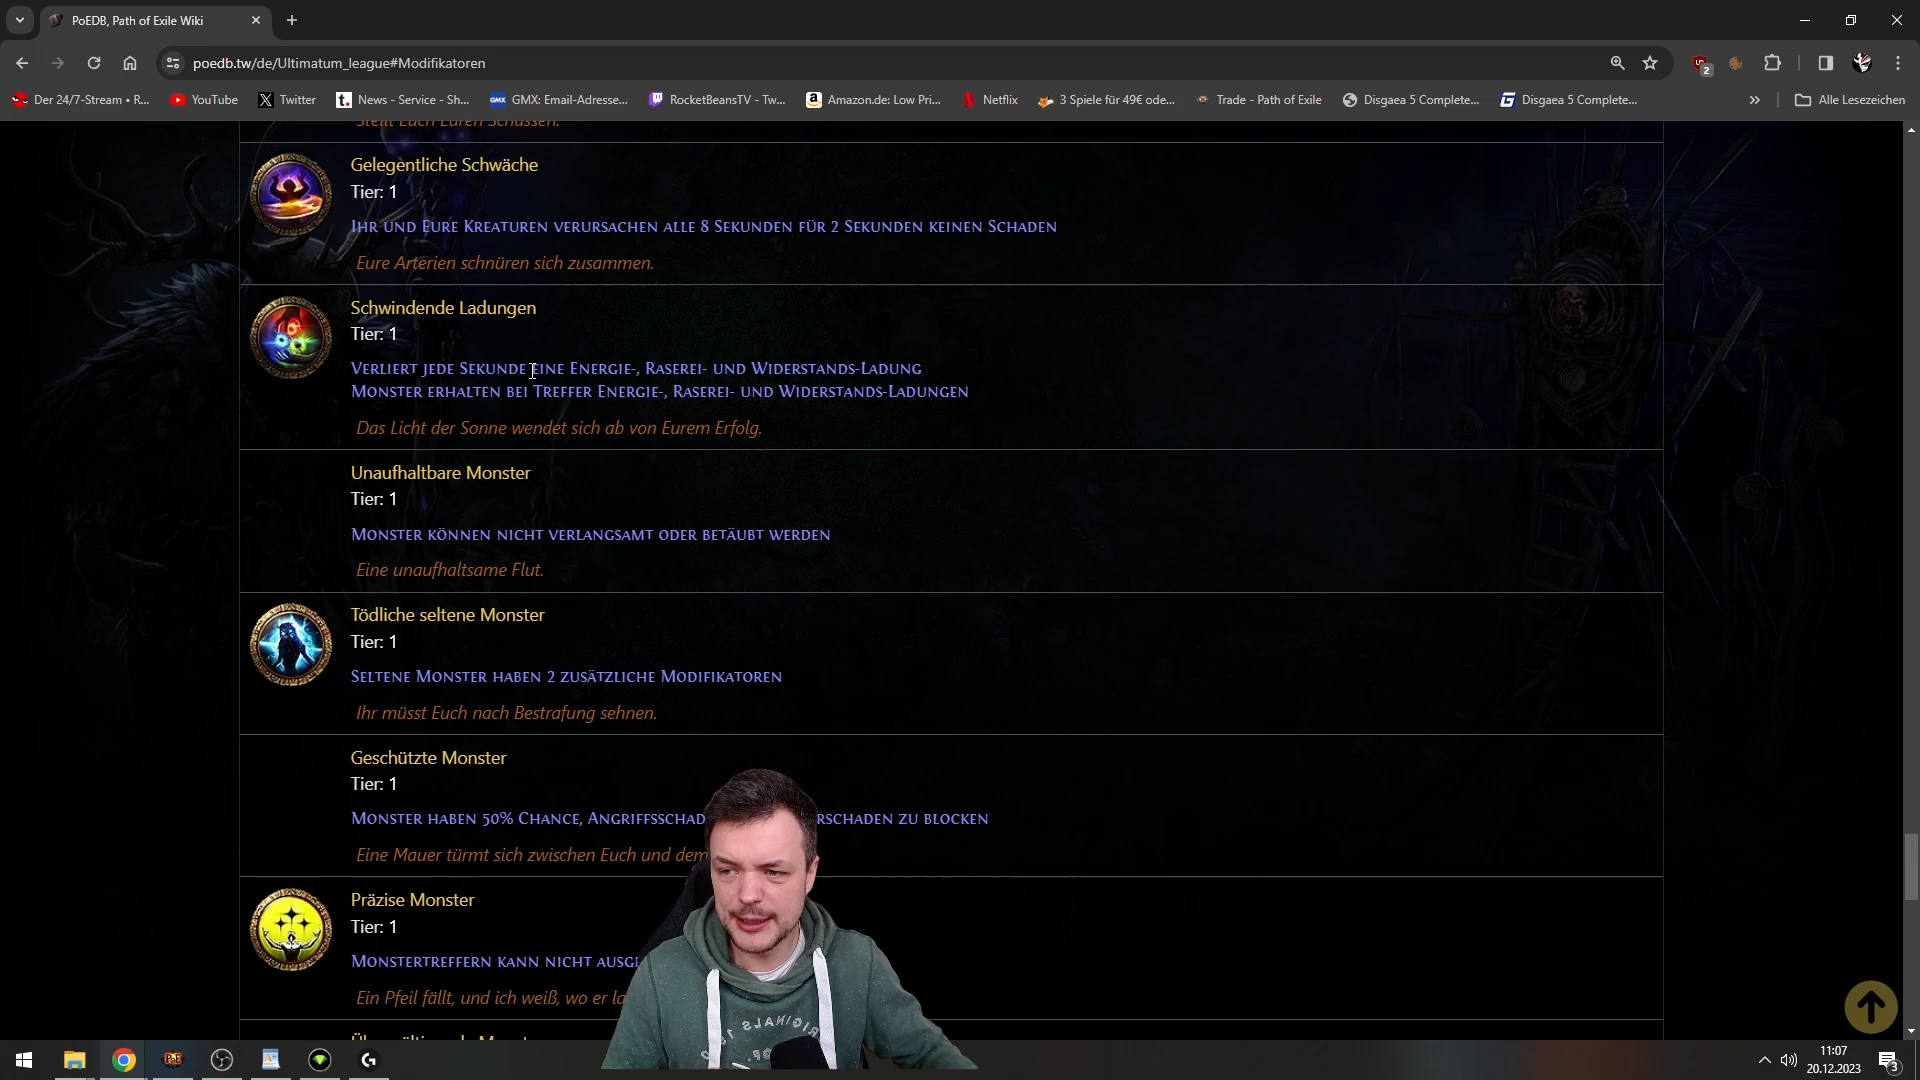 PoEDB, Path of Exile Wiki
poedb.tw/de/Ultimatum_league#Modifikatoren
2
Der 24/7-Stream • R...
YouTube
Twitter
News - Service - Sh...
GMX: Email-Adresse...
RocketBeansTV - Tw...
Amazon.de: Low Pri...
Netflix
3 Spiele für 49€ ode...
Trade - Path of Exile
Disgaea 5 Complete...
Disgaea 5 Complete...
Alle Lesezeichen
Stellt Euch Euren Schüssen.
Gelegentliche Schwäche
Tier: 1
Ihr und Eure Kreaturen verursachen alle 8 Sekunden für 2 Sekunden keinen Schaden
Eure Arterien schnüren sich zusammen.
Schwindende Ladungen
Tier: 1
Verliert jede Sekunde eine Energie-, Raserei- und Widerstands-Ladung
Monster erhalten bei Treffer Energie-, Raserei- und Widerstands-Ladungen
Das Licht der Sonne wendet sich ab von Eurem Erfolg.
Unaufhaltbare Monster
Tier: 1
Monster können nicht verlangsamt oder betäubt werden
Eine unaufhaltsame Flut.
Tödliche seltene Monster
Tier: 1
Seltene Monster haben 2 zusätzliche Modifikatoren
Ihr müsst Euch nach Bestrafung sehnen.
Geschützte Monster
Tier: 1
Monster haben 50% Chance, Angriffsschad rschaden zu blocken
Eine Mauer türmt sich zwischen Euch und dem
Präzise Monster
Tier: 1
Monstertreffern kann nicht ausge
Ein Pfeil fällt, und ich weiß, wo er la
11:07
20.12.2023
3